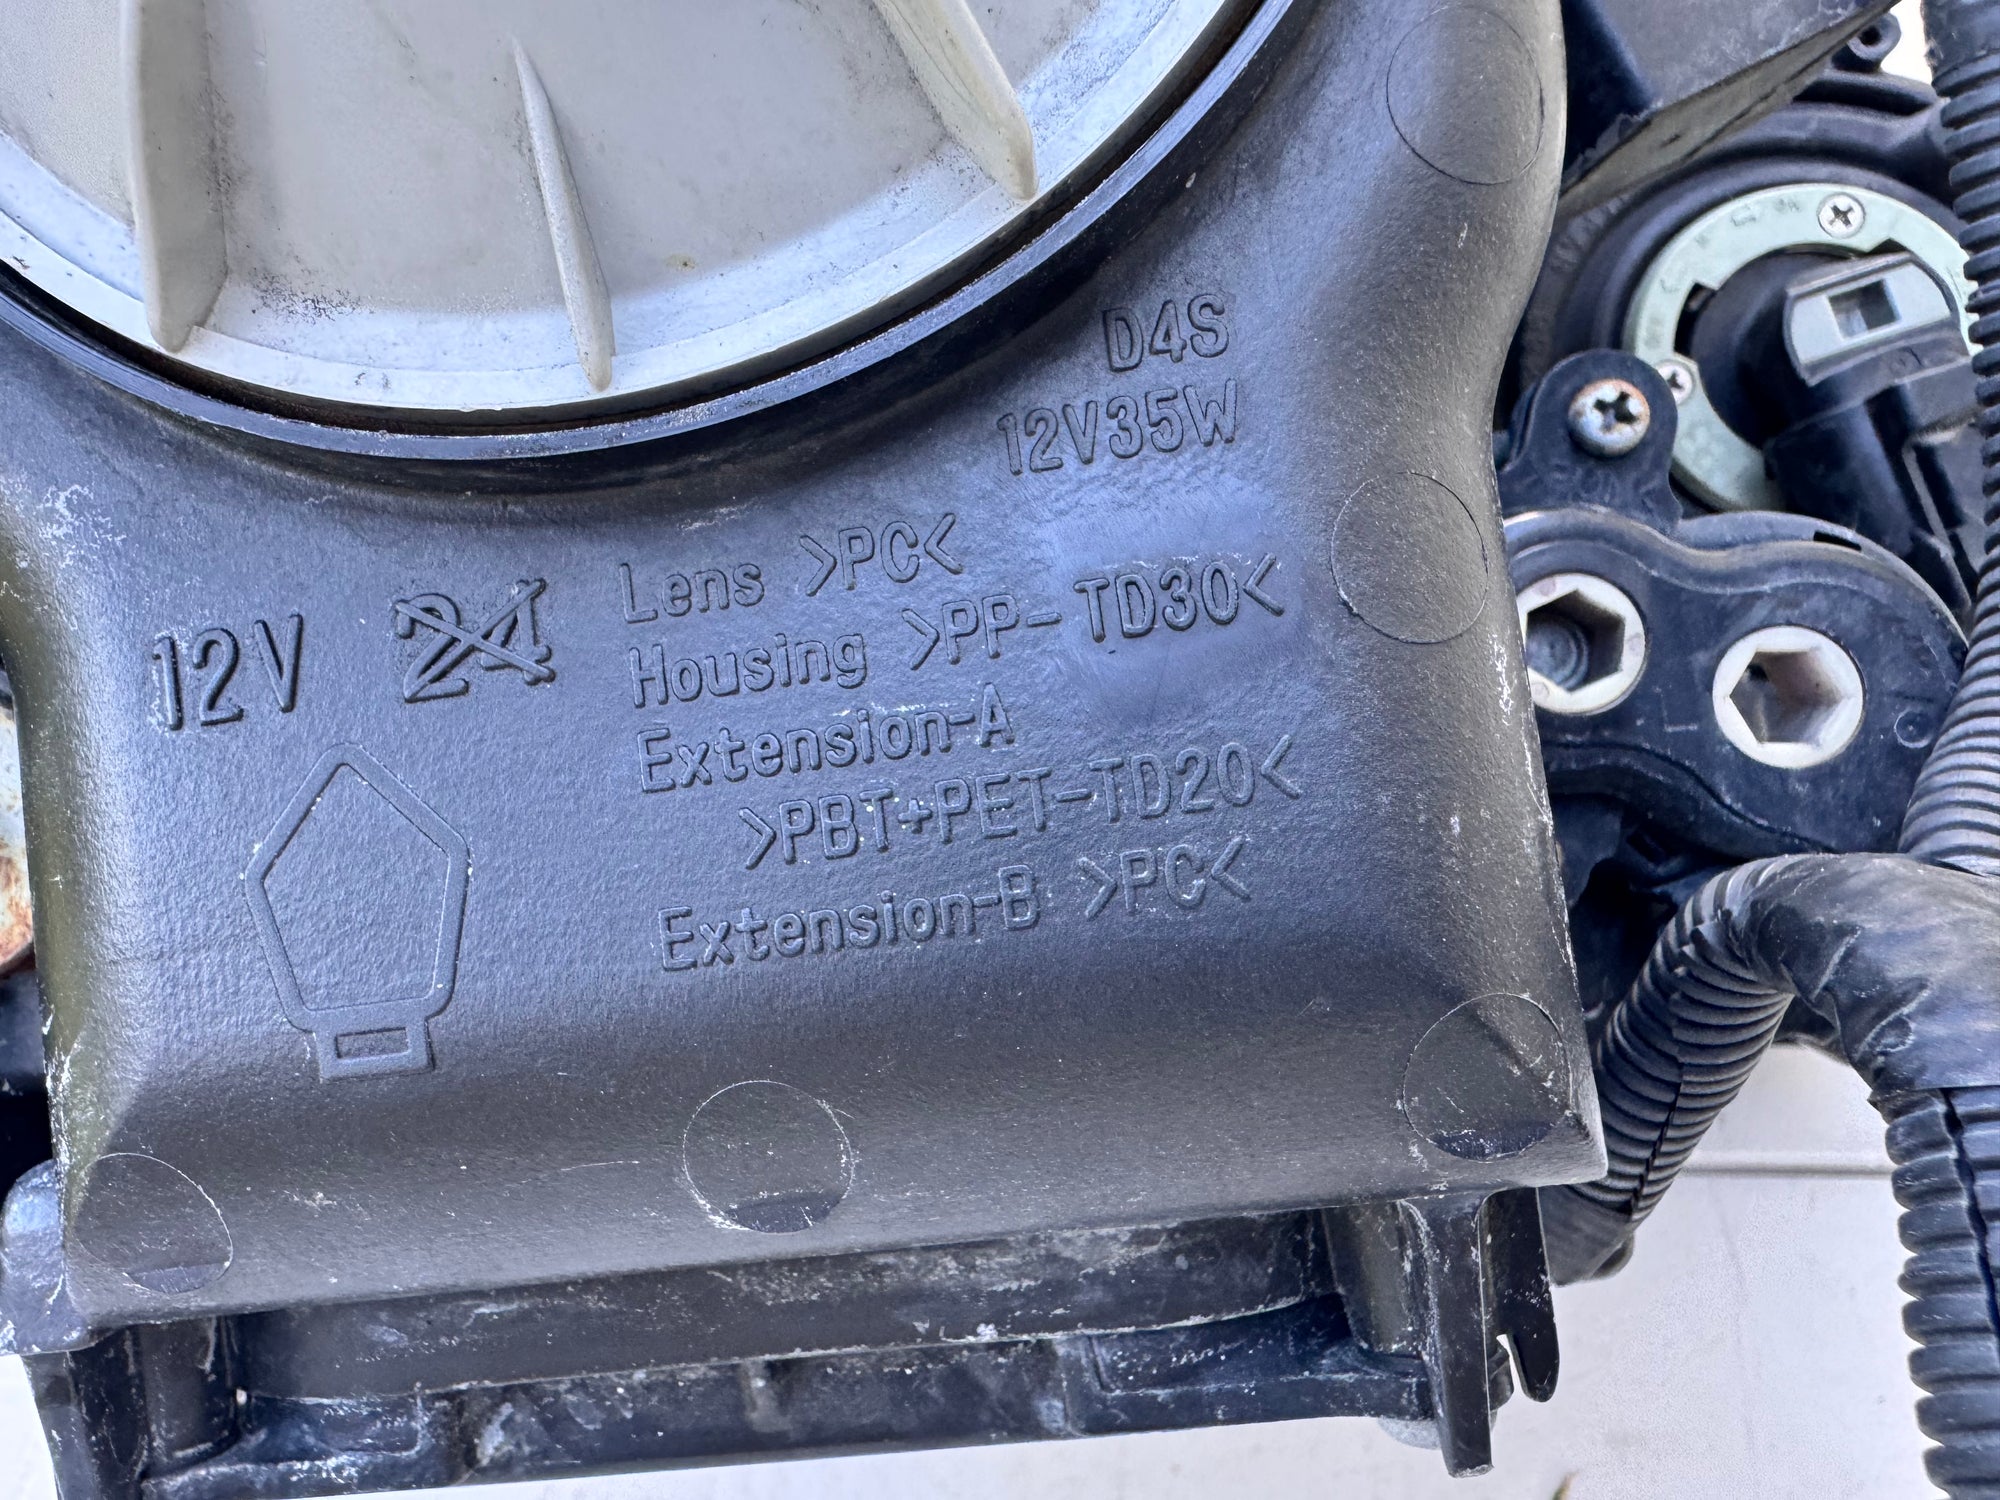 D4S
12V35W
12V 24
Lens >PC<
Housing >PP-TD30<
Extension-A
>PBT+PET-TD20<
Extension-B >PC<
L